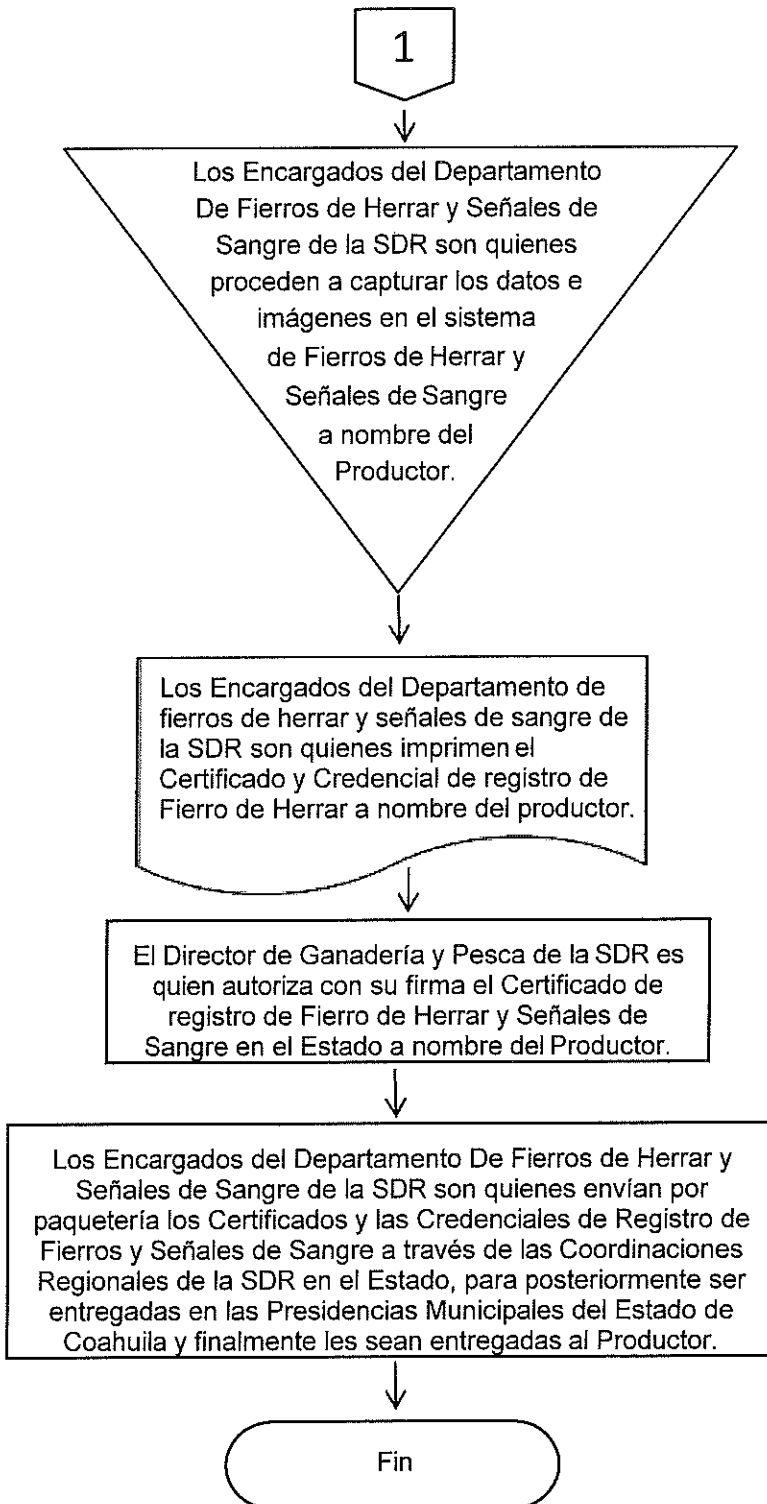 1
Los Encargados del Departamento
De Fierros de Herrar y Señales de
Sangre de la SDR son quienes
proceden a capturar los datos e
imágenes en el sistema
de Fierros de Herrar y
Señales de Sangre
a nombre del
Productor.
Los Encargados del Departamento de
fierros de herrar y señales de sangre de
la SDR son quienes imprimen el
Certificado y Credencial de registro de
Fierro de Herrar a nombre del productor.
El Director de Ganadería y Pesca de la SDR es
quien autoriza con su firma el Certificado de
registro de Fierro de Herrar y Señales de
Sangre en el Estado a nombre del Productor.
Los Encargados del Departamento De Fierros de Herrar y
Señales de Sangre de la SDR son quienes envían por
paquetería los Certificados y las Credenciales de Registro de
Fierros y Señales de Sangre a través de las Coordinaciones
Regionales de la SDR en el Estado, para posteriormente ser
entregadas en las Presidencias Municipales del Estado de
Coahuila y finalmente les sean entregadas al Productor.
Fin